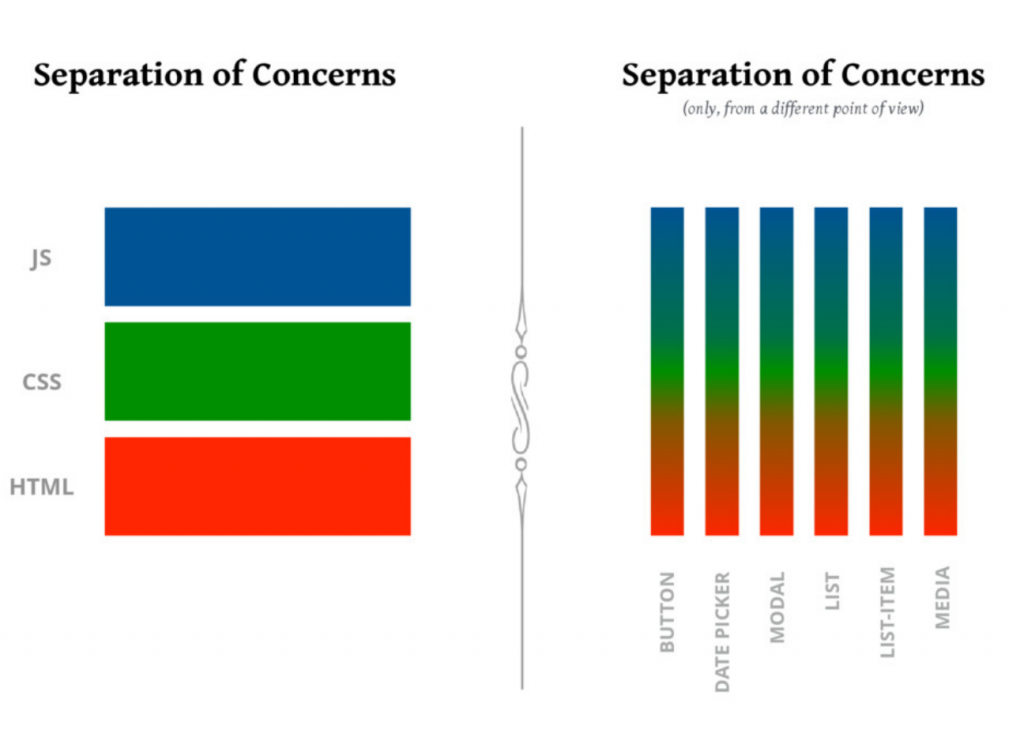 Separation of Concerns
JS
CSS
HTML
Separation of Concerns
(only, from a different point of view)
BUTTON
DATE PICKER
MODAL
LIST
LIST-ITEM
MEDIA